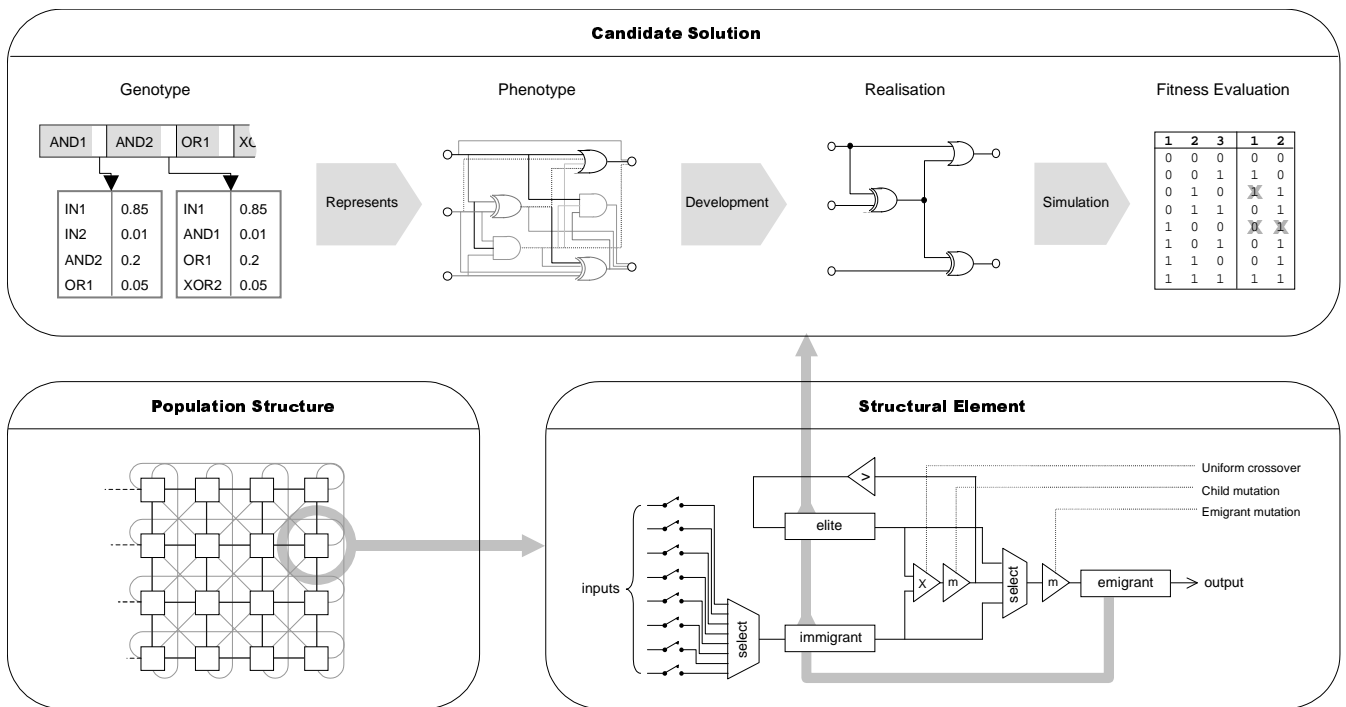 Candidate Solution
Genotype
Phenotype
Realisation
Fitness Evaluation
AND1 AND2 OR1
IN1 0.85
IN2 0.01
AND2 0.2
OR1 0.05
IN1 0.85
AND1 0.01
OR1 0.2
XOR2 0.05
Represents
Development
Simulation
1 2 3 1 2
0 0 0 0 0
0 0 1 1 0
0 1 0 1 1
0 1 1 0 1
1 0 0 0 1
1 0 1 0 1
1 1 0 0 1
1 1 1 1 1
Population Structure
Structural Element
inputs
select
elite
immigrant
>
X
m
select
m
emigrant
output
Uniform crossover
Child mutation
Emigrant mutation